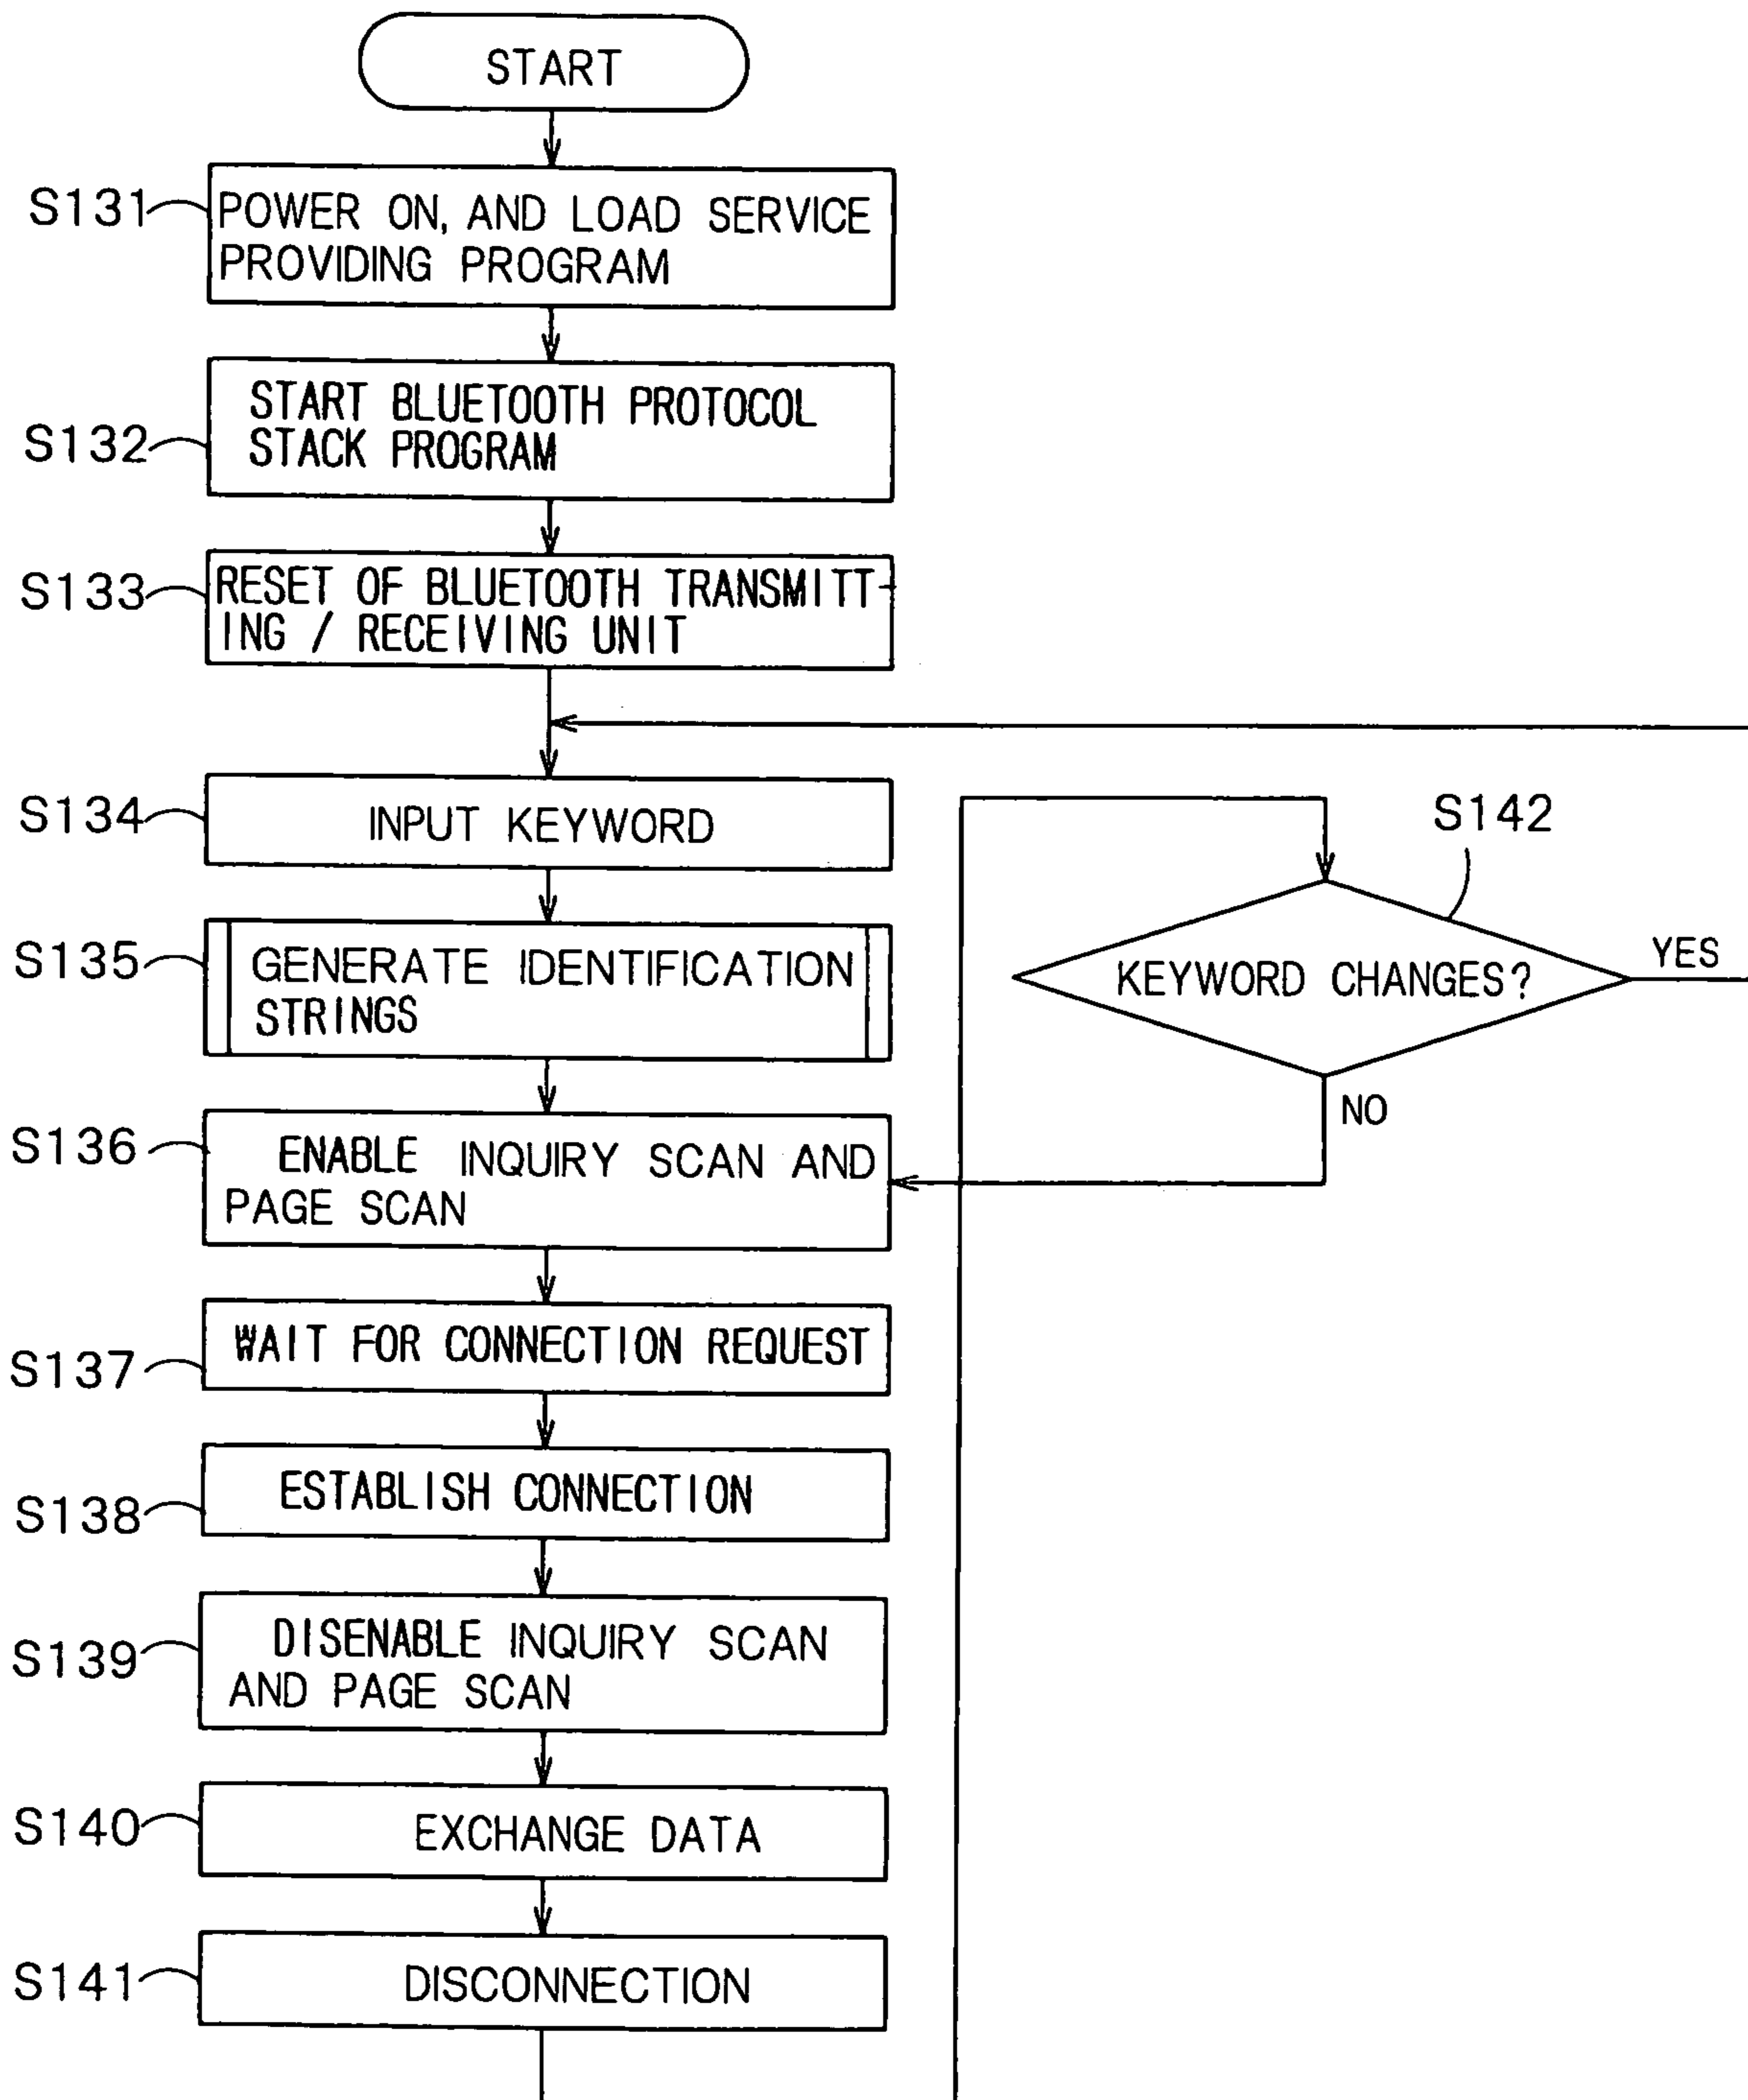 START
S131
POWER ON, AND LOAD SERVICE
PROVIDING PROGRAM
S132
START BLUETOOTH PROTOCOL
STACK PROGRAM
S133
RESET OF BLUETOOTH TRANSMITT-
ING / RECEIVING UNIT
S134
INPUT KEYWORD
S142
KEYWORD CHANGES?
YES
NO
S135
GENERATE IDENTIFICATION
STRINGS
S136
ENABLE INQUIRY SCAN AND
PAGE SCAN
S137
WAIT FOR CONNECTION REQUEST
S138
ESTABLISH CONNECTION
S139
DISENABLE INQUIRY SCAN
AND PAGE SCAN
S140
EXCHANGE DATA
S141
DISCONNECTION